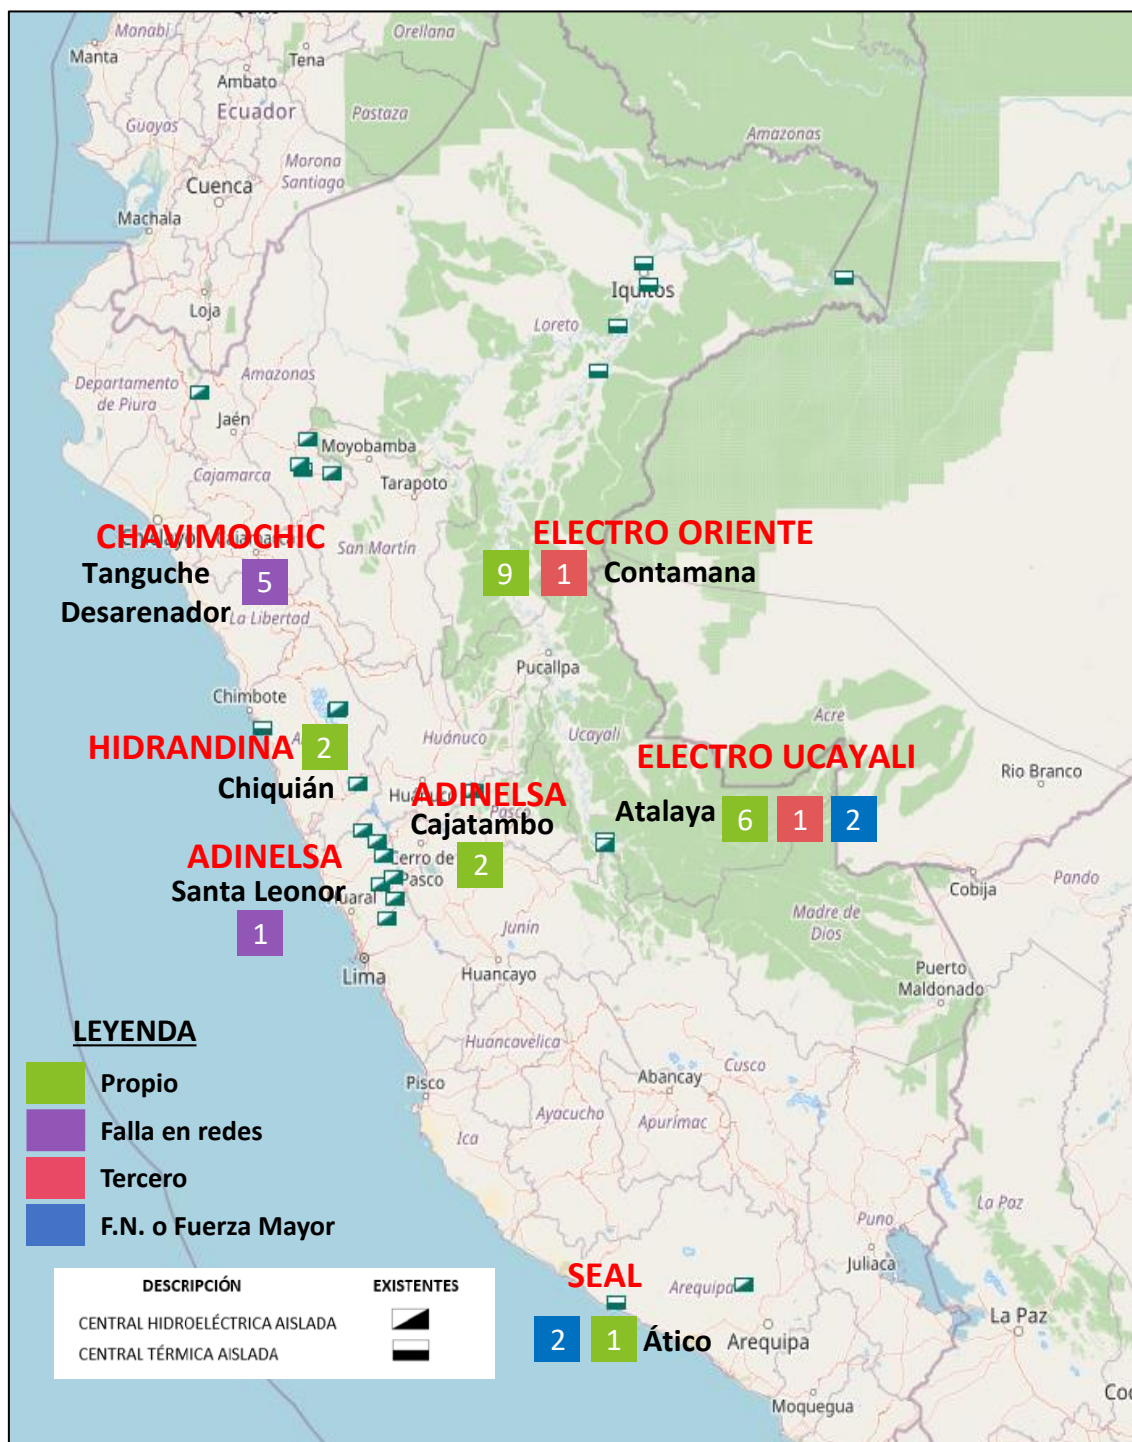 Manabí
Orellana
Manta
Tena
Ambato
Ecuador
Pastaza
Guayas
Amazonas
Morona
Santiago
Cuenca
Machala
Iquitos
Loja
Loreto
Departamento
de Piura
Amazonas
Jaén
Moyobamba
Cajamarca
Tarapoto
CHAVIMOCHIC
ELECTRO ORIENTE
San Martín
Tanguche
5
9
1
Contamana
Desarenador
La Libertad
Pucallpa
Chimbote
Acre
Huánuco
Ucayali
HIDRANDINA
2
ELECTRO UCAYALI
Rio Branco
Chiquián
ADINELSA
Pasco
Atalaya
6
1
2
Cajatambo
ADINELSA
Cerro de
Pasco
2
Cobija
Pando
Santa Leonor
Huaral
1
Junín
Madre de
Dios
Lima
Huancayo
Puerto
Maldonado
LEYENDA
Huancavelica
Propio
Pisco
Abancay
Cusco
Ayacucho
Apurímac
Falla en redes
Ica
Tercero
La Paz
F.N. o Fuerza Mayor
Puno
Juliaca
SEAL
Arequipa
DESCRIPCIÓN
EXISTENTES
CENTRAL HIDROELÉCTRICA AISLADA
CENTRAL TÉRMICA AISLADA
2
1
Ático
Arequipa
La Paz
Moquegua